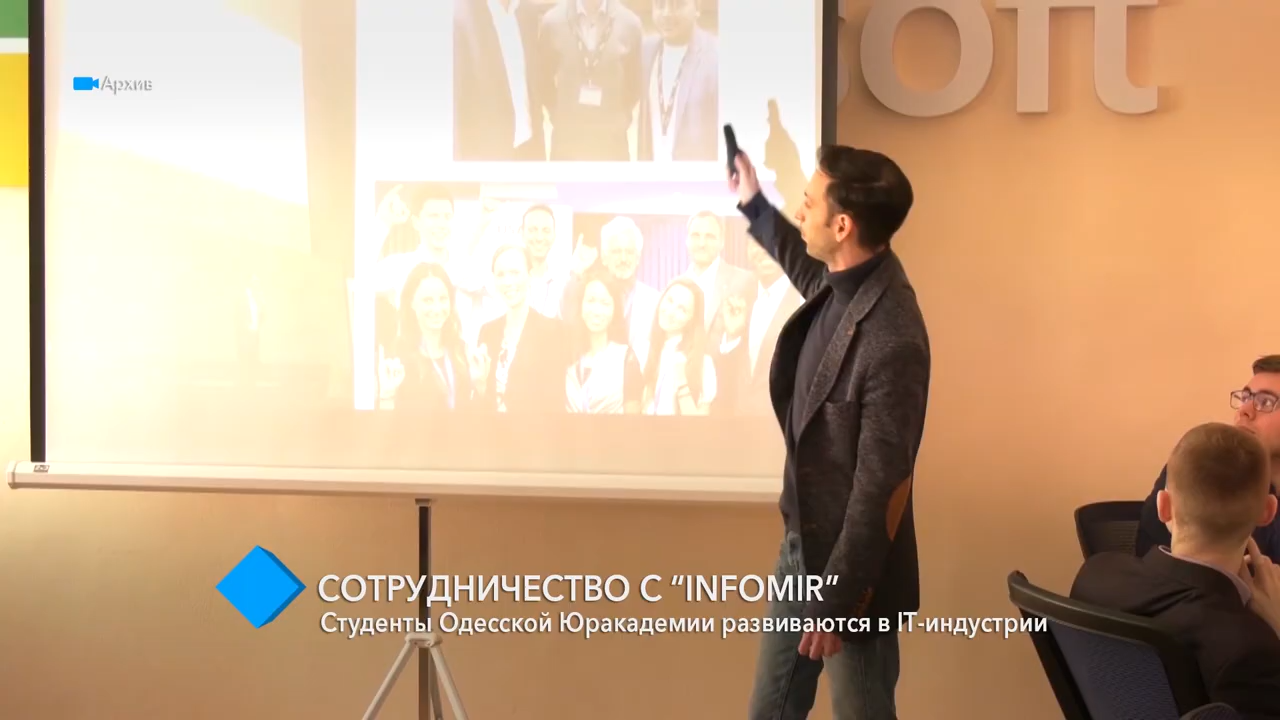 soft
Архив
СОТРУДНИЧЕСТВО С “INFOMIR”
Студенты Одесской Юракадемии развиваются в IT-индустрии